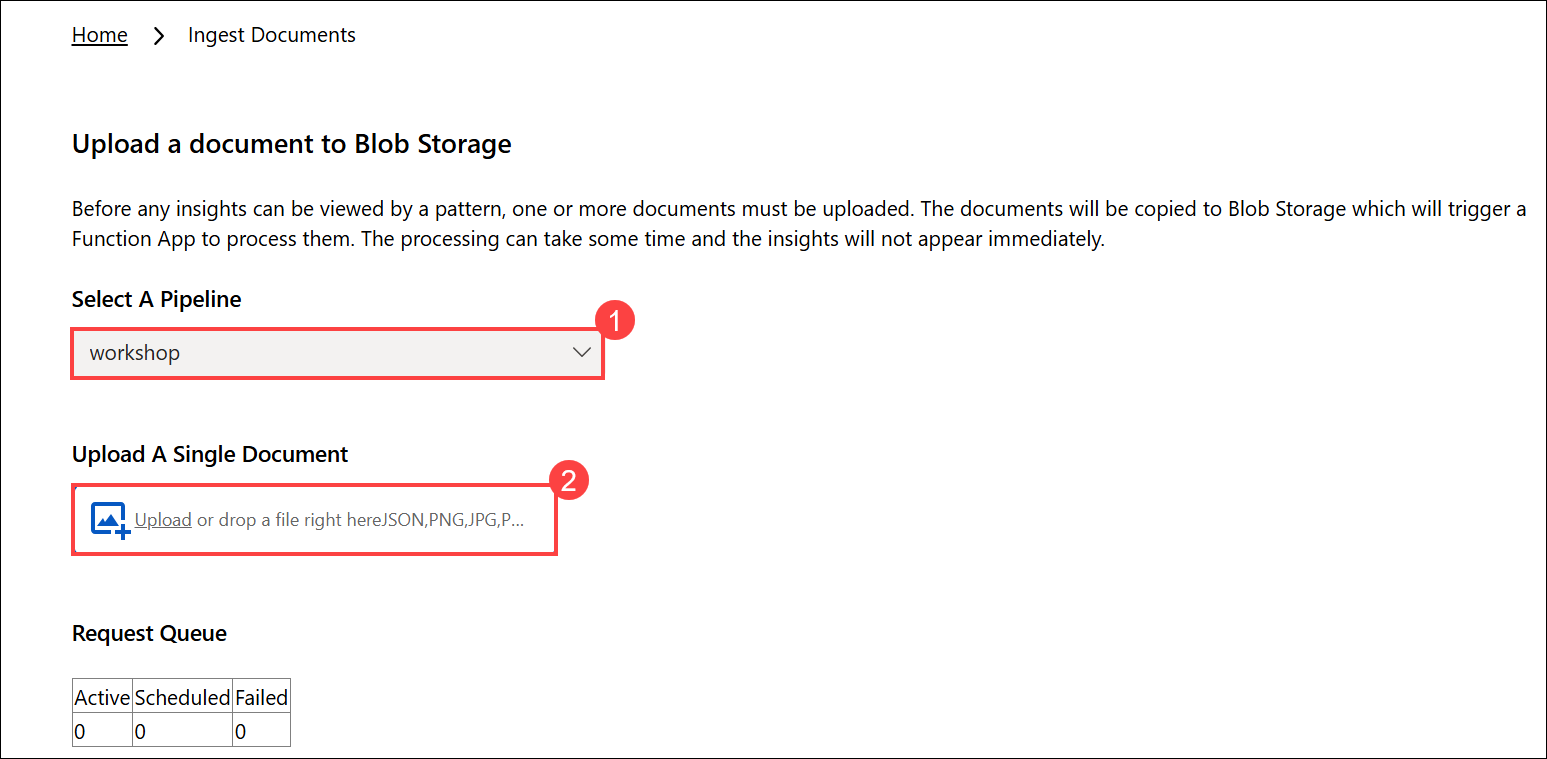 Home > Ingest Documents
Upload a document to Blob Storage
Before any insights can be viewed by a pattern, one or more documents must be uploaded. The documents will be copied to Blob Storage which will trigger a
Function App to process them. The processing can take some time and the insights will not appear immediately.
Select A Pipeline
1
workshop
Upload A Single Document
2
Upload or drop a file right hereJSON,PNG,JPG,P...
Request Queue
Active Scheduled Failed
0 0 0